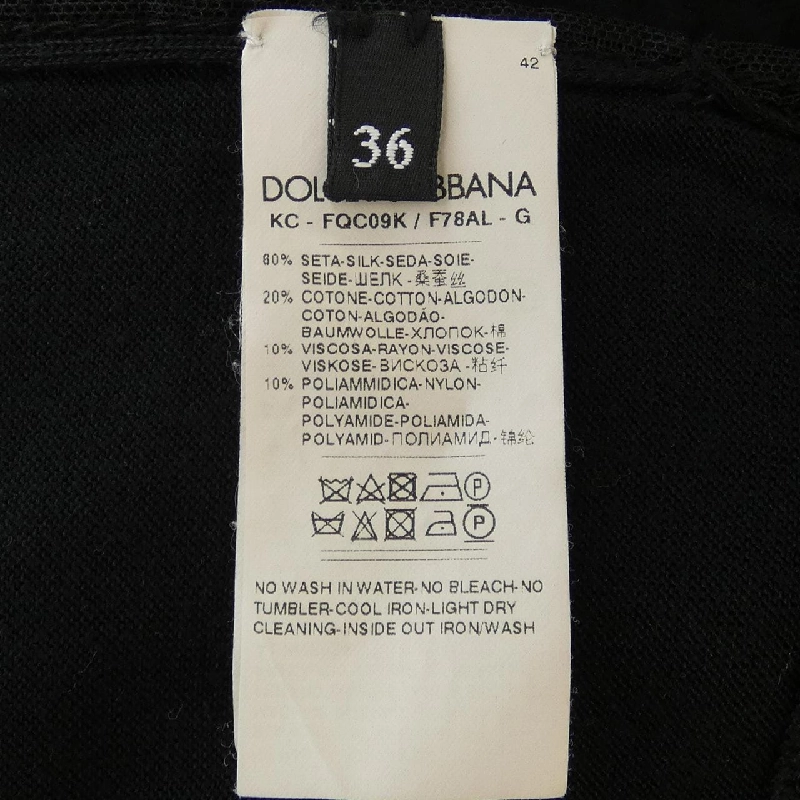 42
36
DOL BBANA
KC - FQC09K / F78AL - G
60% SETA-SILK-SEDA-SOIE-
SEIDE-ШЕЛК-桑蚕丝
20% COTONE-COTTON-ALGODON-
COTON-ALGODÃO-
BAUMWOLLE-ХЛОПОК-棉
10% VISCOSA-RAYON-VISCOSE-
VISKOSE-ВИСКОЗА-粘纤
10% POLIAMMIDICA-NYLON-
POLIAMIDICA-
POLYAMIDE-POLIAMIDA-
POLYAMID-ПОЛИАМИД-锦纶
P
P
NO WASH IN WATER-NO BLEACH-NO
TUMBLER-COOL IRON-LIGHT DRY
CLEANING-INSIDE OUT IRON/WASH